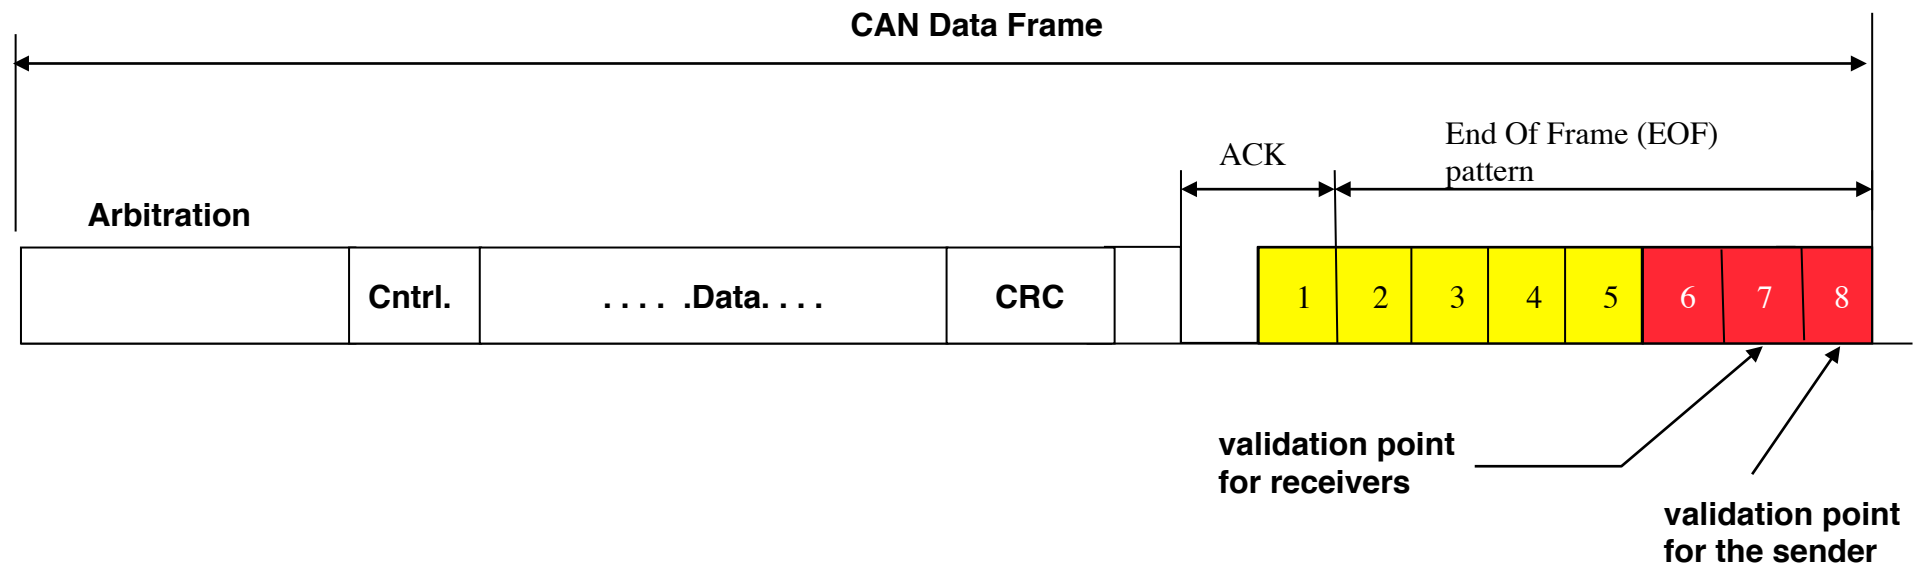 CAN Data Frame
End Of Frame (EOF)
pattern
ACK
Arbitration
Cntrl.
. . . . .Data. . . .
CRC
1
2
3
4
5
6
7
8
validation point
for receivers
validation point
for the sender